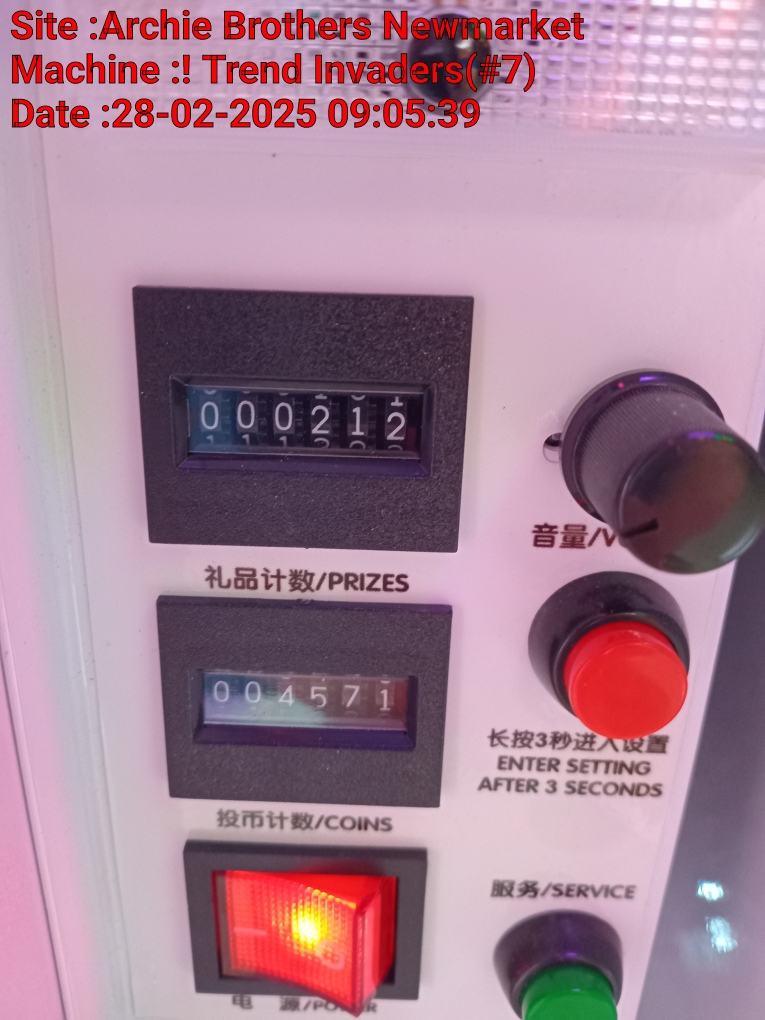 Site :Archie Brothers Newmarket
Machine :! Trend Invaders(#7)
Date :28-02-2025 09:05:39
000212
礼品计数/PRIZES
音量/V
004571
投币计数/COINS
长按3秒进入设置
ENTER SETTING
AFTER 3 SECONDS
服务/SERVICE
电 源/POWER